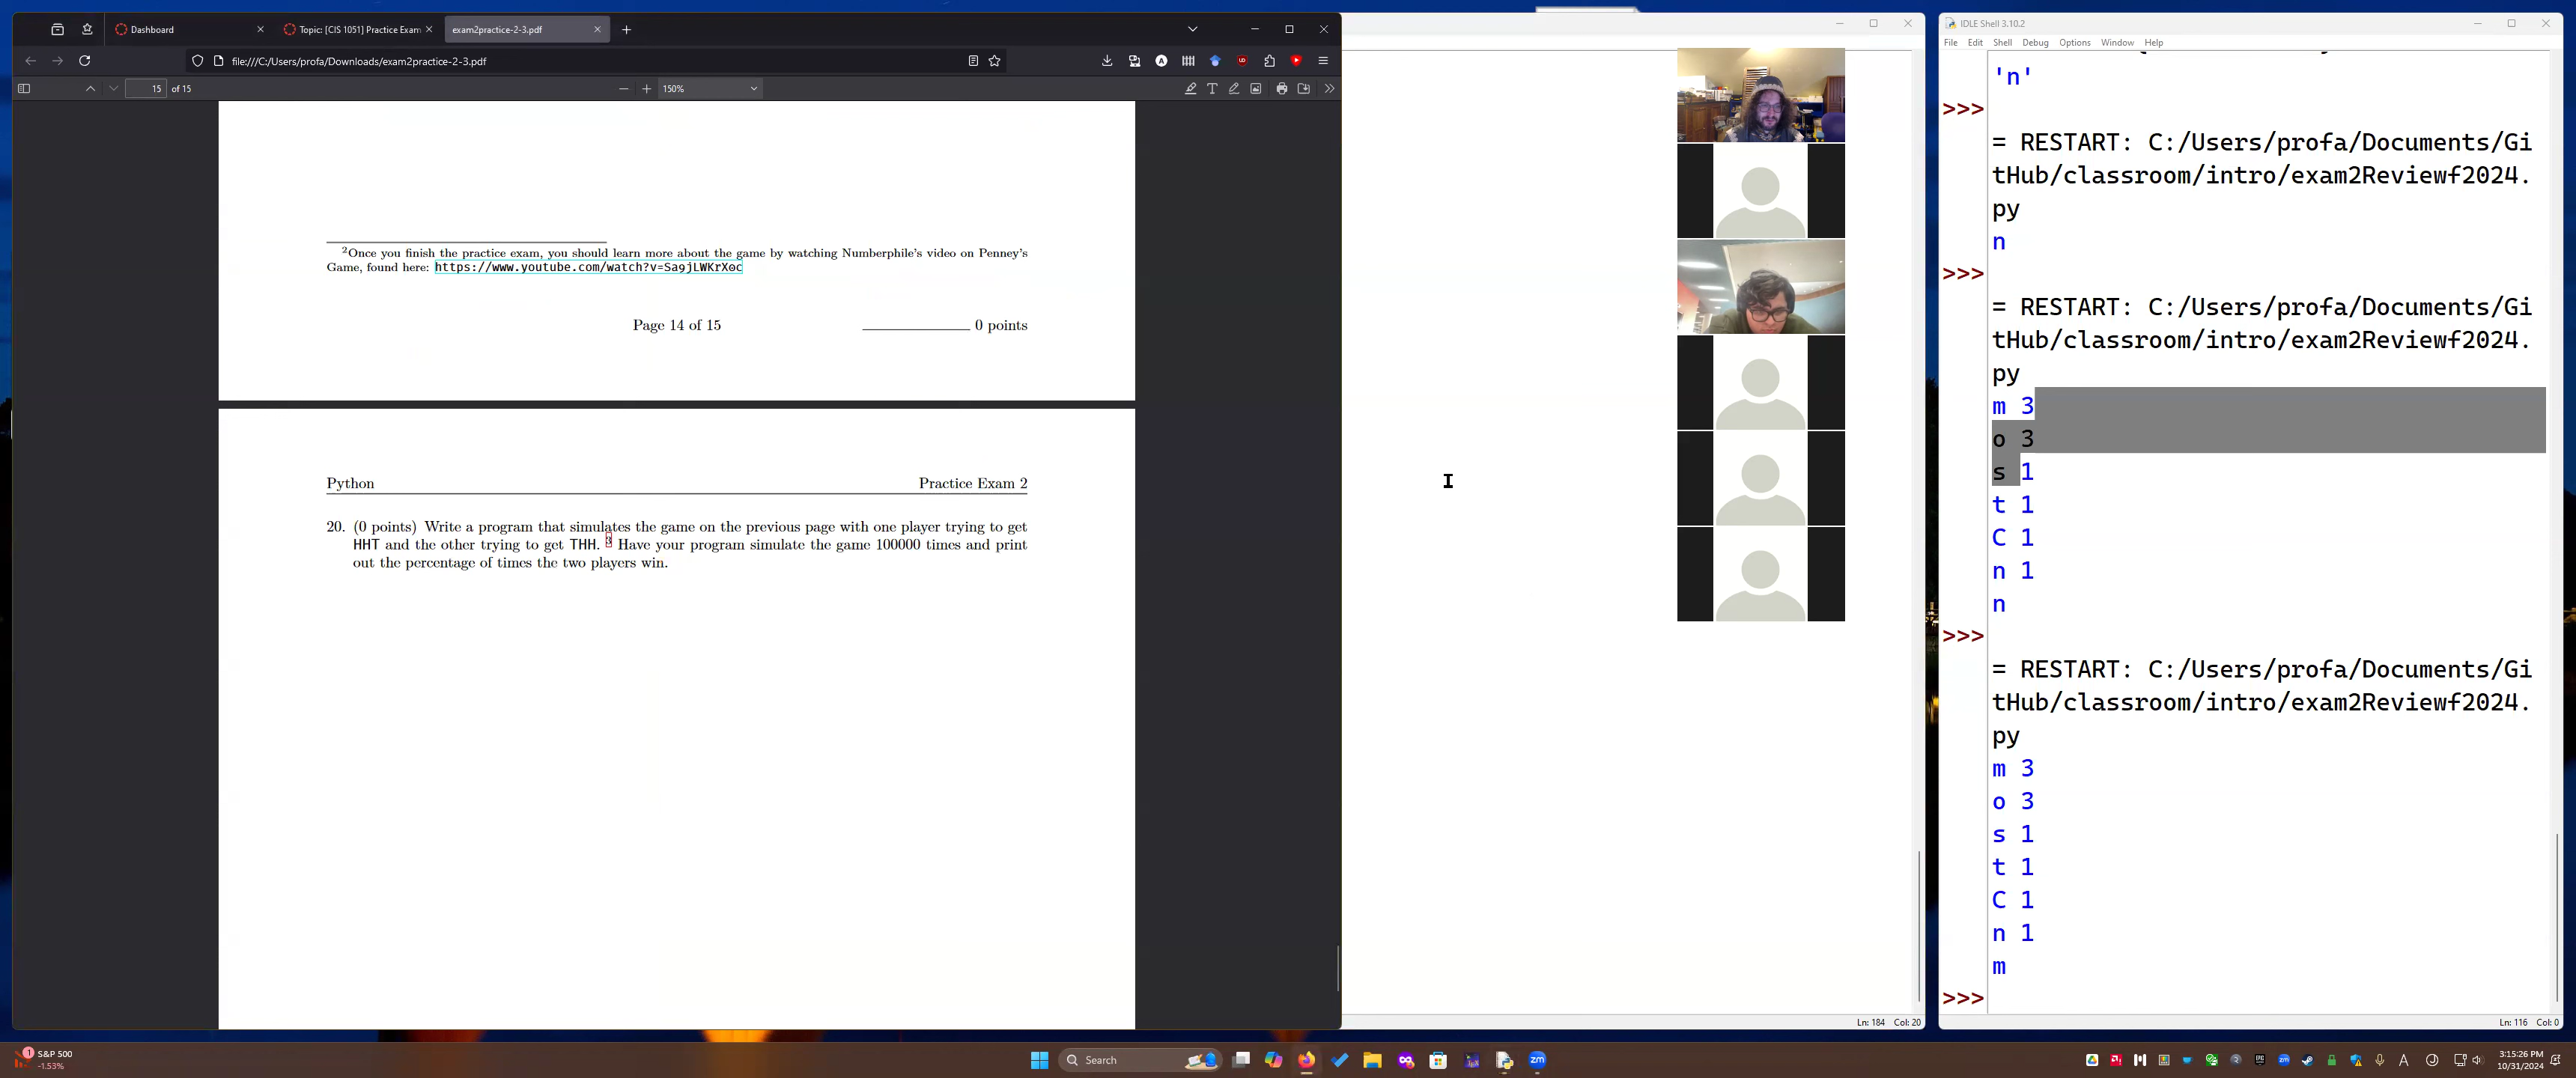 Dashboard
Topic: [CIS 1051] Practice Exam
exam2practice-2-3.pdf
file:///C:/Users/profa/Downloads/exam2practice-2-3.pdf
15 of 15
150%
2Once you finish the practice exam, you should learn more about the game by watching Numberphile's video on Penney's
Game, found here: https://www.youtube.com/watch?v=Sa9jLWKrX0c
Page 14 of 15
0 points
Python
Practice Exam 2
20. (0 points) Write a program that simulates the game on the previous page with one player trying to get
HHT and the other trying to get THH. 3 Have your program simulate the game 100000 times and print
out the percentage of times the two players win.
Ln: 184 Col: 20
IDLE Shell 3.10.2
File Edit Shell Debug Options Window Help
'n'
>>>
= RESTART: C:/Users/profa/Documents/Gi
tHub/classroom/intro/exam2Reviewf2024.
py
n
>>>
= RESTART: C:/Users/profa/Documents/Gi
tHub/classroom/intro/exam2Reviewf2024.
py
m 3
o 3
s 1
t 1
C 1
n 1
n
>>>
= RESTART: C:/Users/profa/Documents/Gi
tHub/classroom/intro/exam2Reviewf2024.
py
m 3
o 3
s 1
t 1
C 1
n 1
m
>>>
Ln: 116 Col: 0
1
S&P 500
-1.53%
Search
zm
3:15:26 PM
10/31/2024